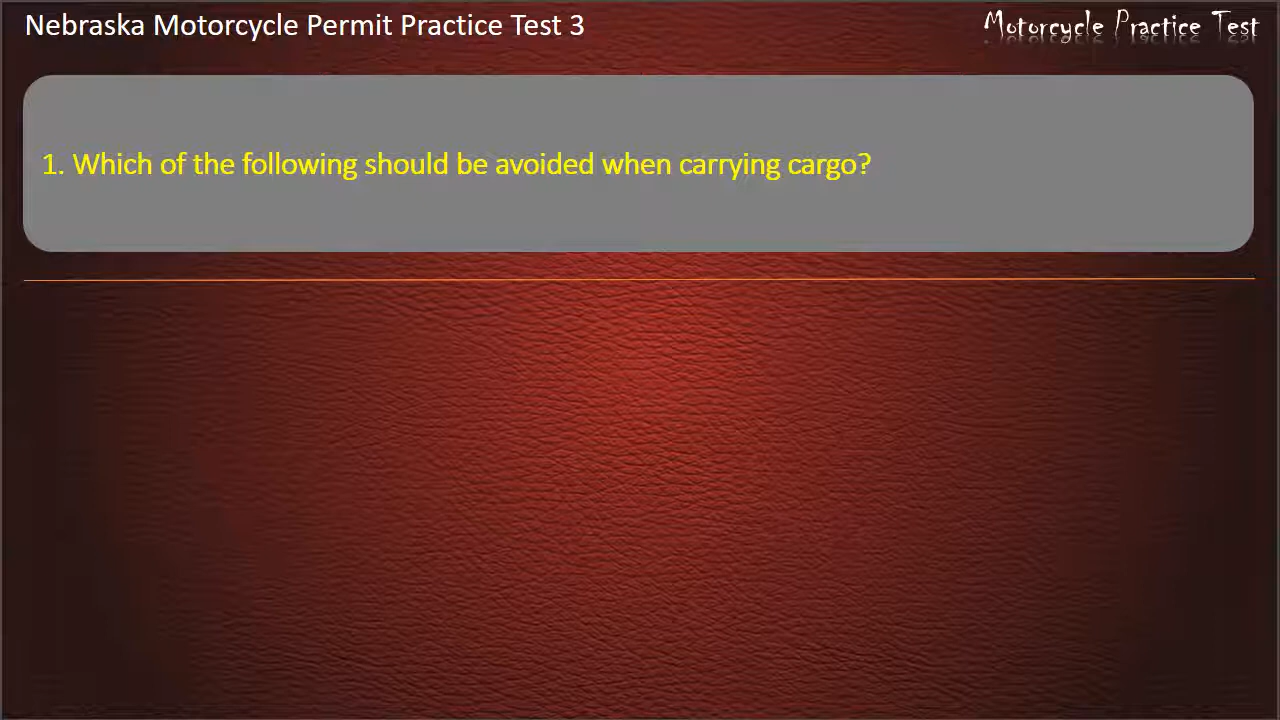 Nebraska Motorcycle Permit Practice Test 3
Motorcycle Practice Test
1. Which of the following should be avoided when carrying cargo?